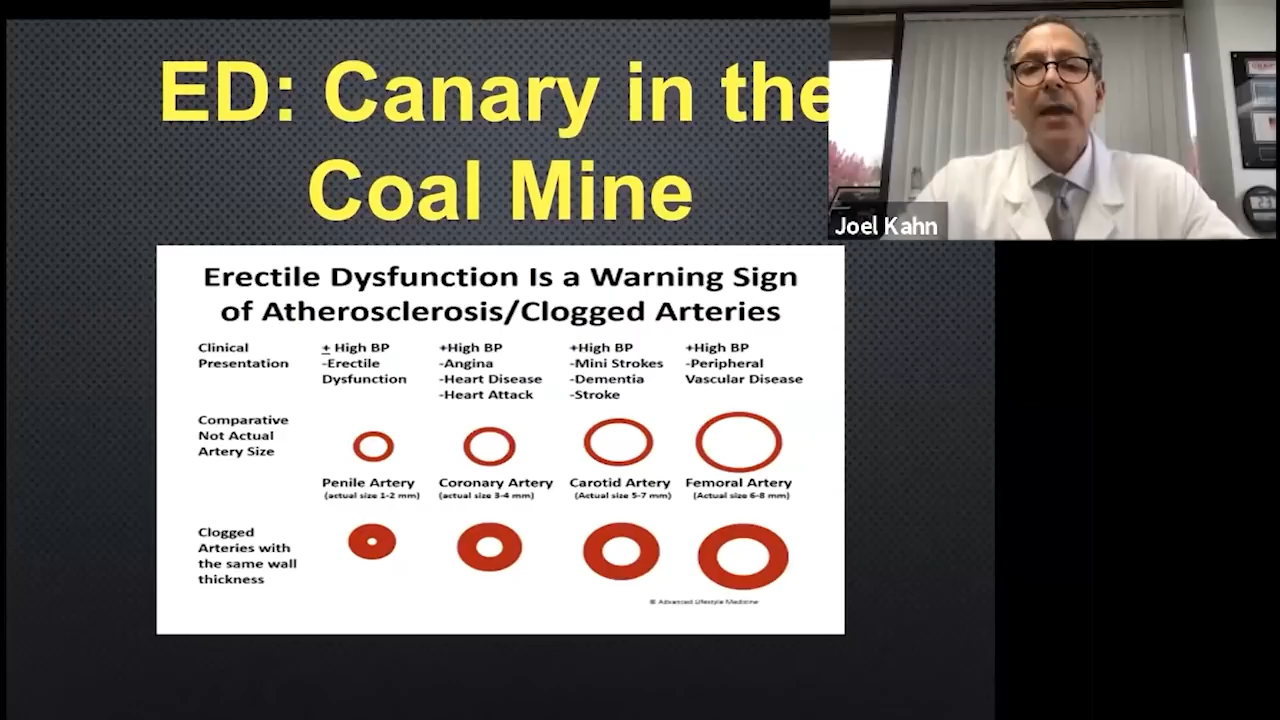 ED: Canary in the
Coal Mine
Joel Kahn
Erectile Dysfunction Is a Warning Sign
of Atherosclerosis/Clogged Arteries
Clinical
Presentation
+ High BP
-Erectile
Dysfunction
+High BP
-Angina
-Heart Disease
-Heart Attack
+High BP
-Mini Strokes
-Dementia
-Stroke
+High BP
-Peripheral
Vascular Disease
Comparative
Not Actual
Artery Size
Penile Artery
(actual size 1-2 mm)
Coronary Artery
(actual size 3-4 mm)
Carotid Artery
(Actual size 5-7 mm)
Femoral Artery
(Actual size 6-8 mm)
Clogged
Arteries with
the same wall
thickness
© Advanced Lifestyle Medicine